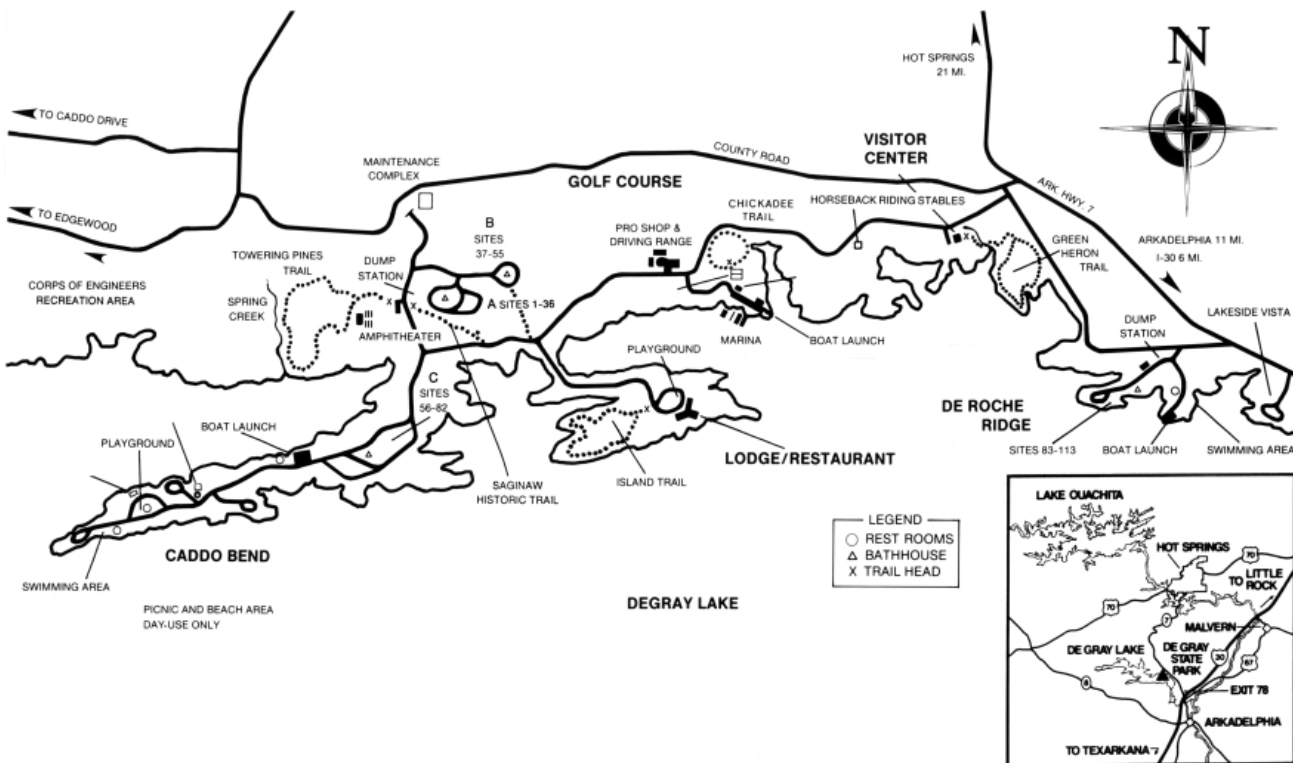 HOT SPRINGS
21 MI.
N
TO CADDO DRIVE
MAINTENANCE
COMPLEX
COUNTY ROAD
VISITOR
CENTER
GOLF COURSE
ARK. HWY. 7
TO EDGEWOOD
CHICKADEE
TRAIL
HORSEBACK RIDING STABLES
B
SITES
37-55
PRO SHOP &
DRIVING RANGE
GREEN
HERON
TRAIL
ARKADELPHIA 11 MI.
I-30 6 MI.
TOWERING PINES
TRAIL
DUMP
STATION
CORPS OF ENGINEERS
RECREATION AREA
SPRING
CREEK
A SITES 1-36
LAKESIDE VISTA
AMPHITHEATER
MARINA
BOAT LAUNCH
DUMP
STATION
PLAYGROUND
C
SITES
56-82
DE ROCHE
RIDGE
BOAT LAUNCH
PLAYGROUND
SITES 83-113
BOAT LAUNCH
SWIMMING AREA
LODGE/RESTAURANT
ISLAND TRAIL
SAGINAW
HISTORIC TRAIL
CADDO BEND
SWIMMING AREA
PICNIC AND BEACH AREA
DAY-USE ONLY
DEGRAY LAKE
LEGEND
REST ROOMS
BATHHOUSE
X TRAIL HEAD
LAKE OUACHITA
HOT SPRINGS
70
TO LITTLE
ROCK
70
7
MALVERN
DE GRAY LAKE
DE GRAY
STATE
PARK
30
67
8
EXIT 78
ARKADELPHIA
TO TEXARKANA